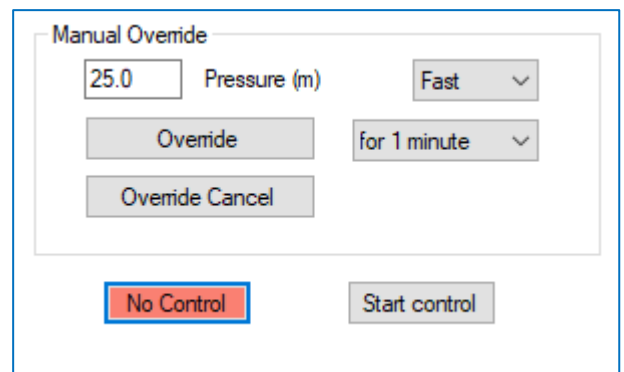 Manual Override
25.0 Pressure (m) Fast
Override for 1 minute
Override Cancel
No Control Start control